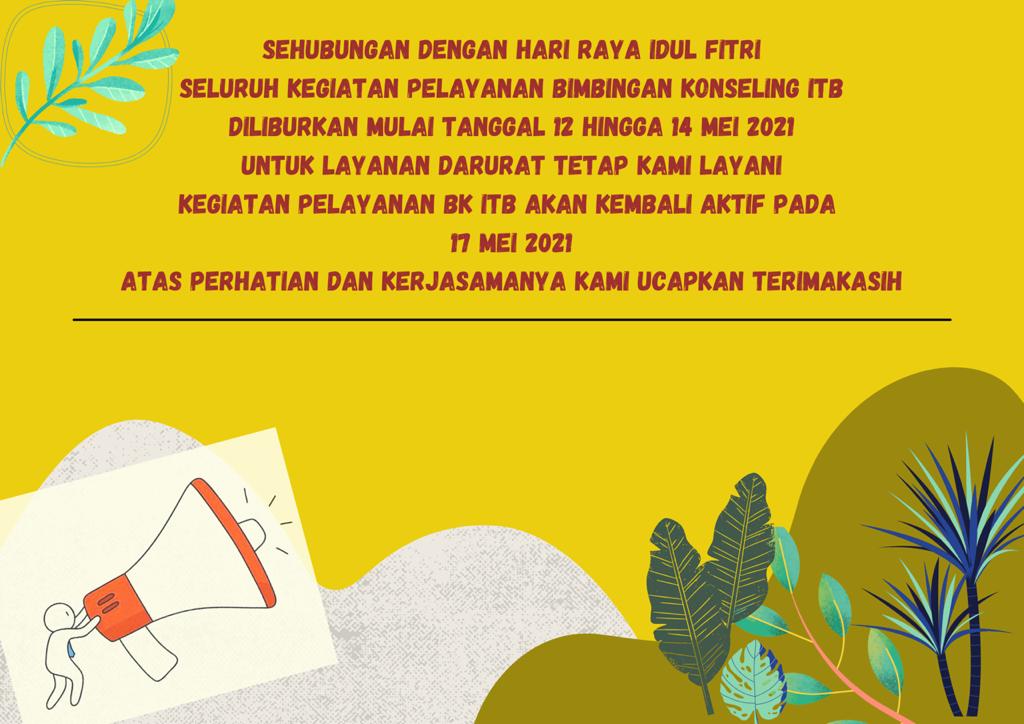 SEHUBUNGAN DENGAN HARI RAYA IDUL FITRI
SELURUH KEGIATAN PELAYANAN BIMBINGAN KONSELING ITB
DILIBURKAN MULAI TANGGAL 12 HINGGA 14 MEI 2021
UNTUK LAYANAN DARURAT TETAP KAMI LAYANI
KEGIATAN PELAYANAN BK ITB AKAN KEMBALI AKTIF PADA
17 MEI 2021
ATAS PERHATIAN DAN KERJASAMANYA KAMI UCAPKAN TERIMAKASIH